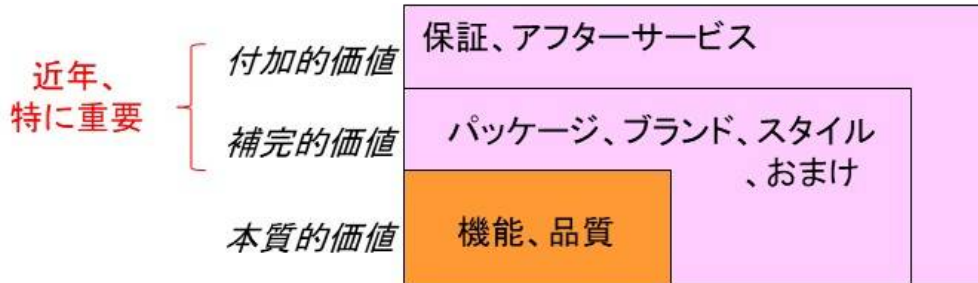 保証、アフターサービス
付加的価値
近年、
特に重要
パッケージ、ブランド、スタイル
、おまけ
補完的価値
機能、品質
本質的価値